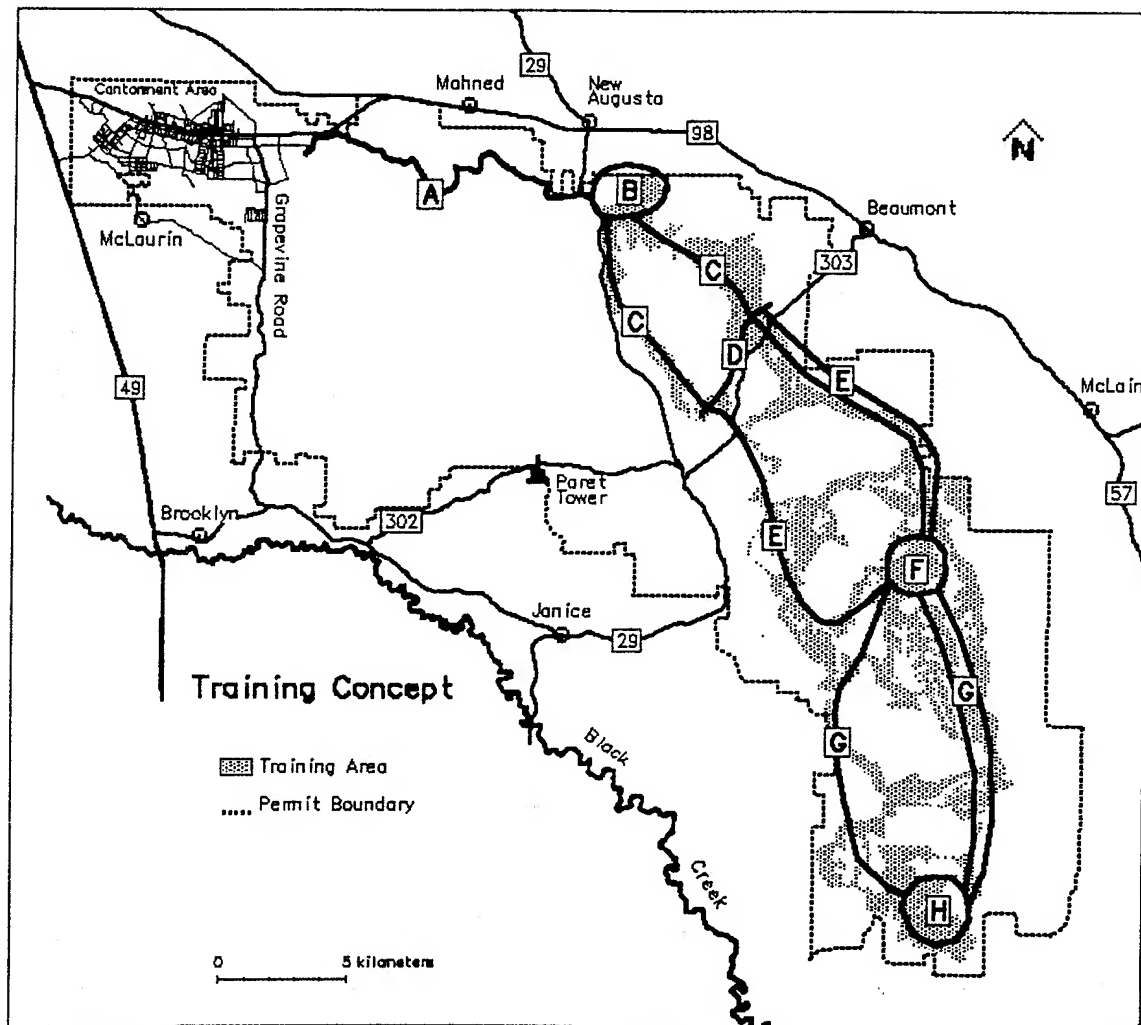 29
Mahned
New
Augusta
Cantonment Area
98
N
A
B
McLaurin
Beaumont
Grapevine Road
C
303
C
D
49
E
McLain
Paret
Tower
57
Brooklyn
302
E
F
Janice
29
Training Concept
G
G
Black
Training Area
Permit Boundary
Creek
H
0 5 kilometers